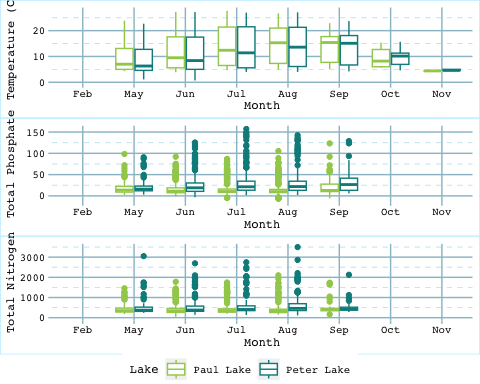 Temperature (C
20
10
0
Feb May Jun Jul Aug Sep Oct Nov
Month
Total Phosphate
150
100
50
0
Feb May Jun Jul Aug Sep Oct Nov
Month
Total Nitrogen
3000
2000
1000
0
Feb May Jun Jul Aug Sep Oct Nov
Month
Lake Paul Lake Peter Lake